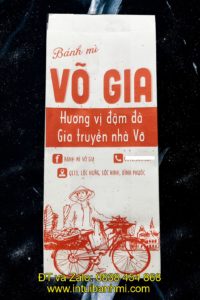 Bánh mì
VÕ GIA
Hương vị đậm đà
Gia truyền nhà Võ
BÁNH MÌ VÕ GIA
QL13, LỘC HƯNG, LỘC NINH, BÌNH PHƯỚC
ĐT và Zalo: 0838 404 868
www.intuibanhmi.com